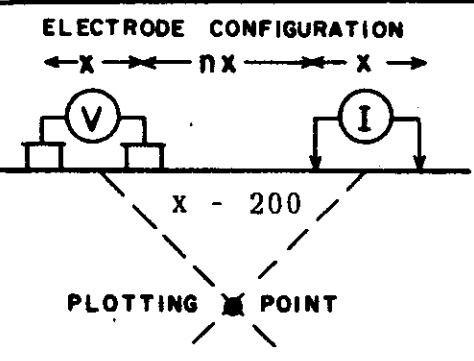 ELECTRODE CONFIGURATION
x nx x
V I
x - 200
PLOTTING POINT